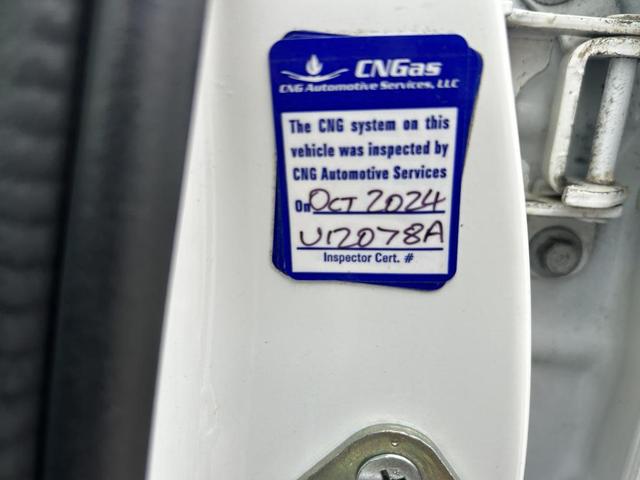 CNGas
CNG Automotive Services, LLC
The CNG system on this
vehicle was inspected by
CNG Automotive Services
On Oct 2024
U12078A
Inspector Cert. #